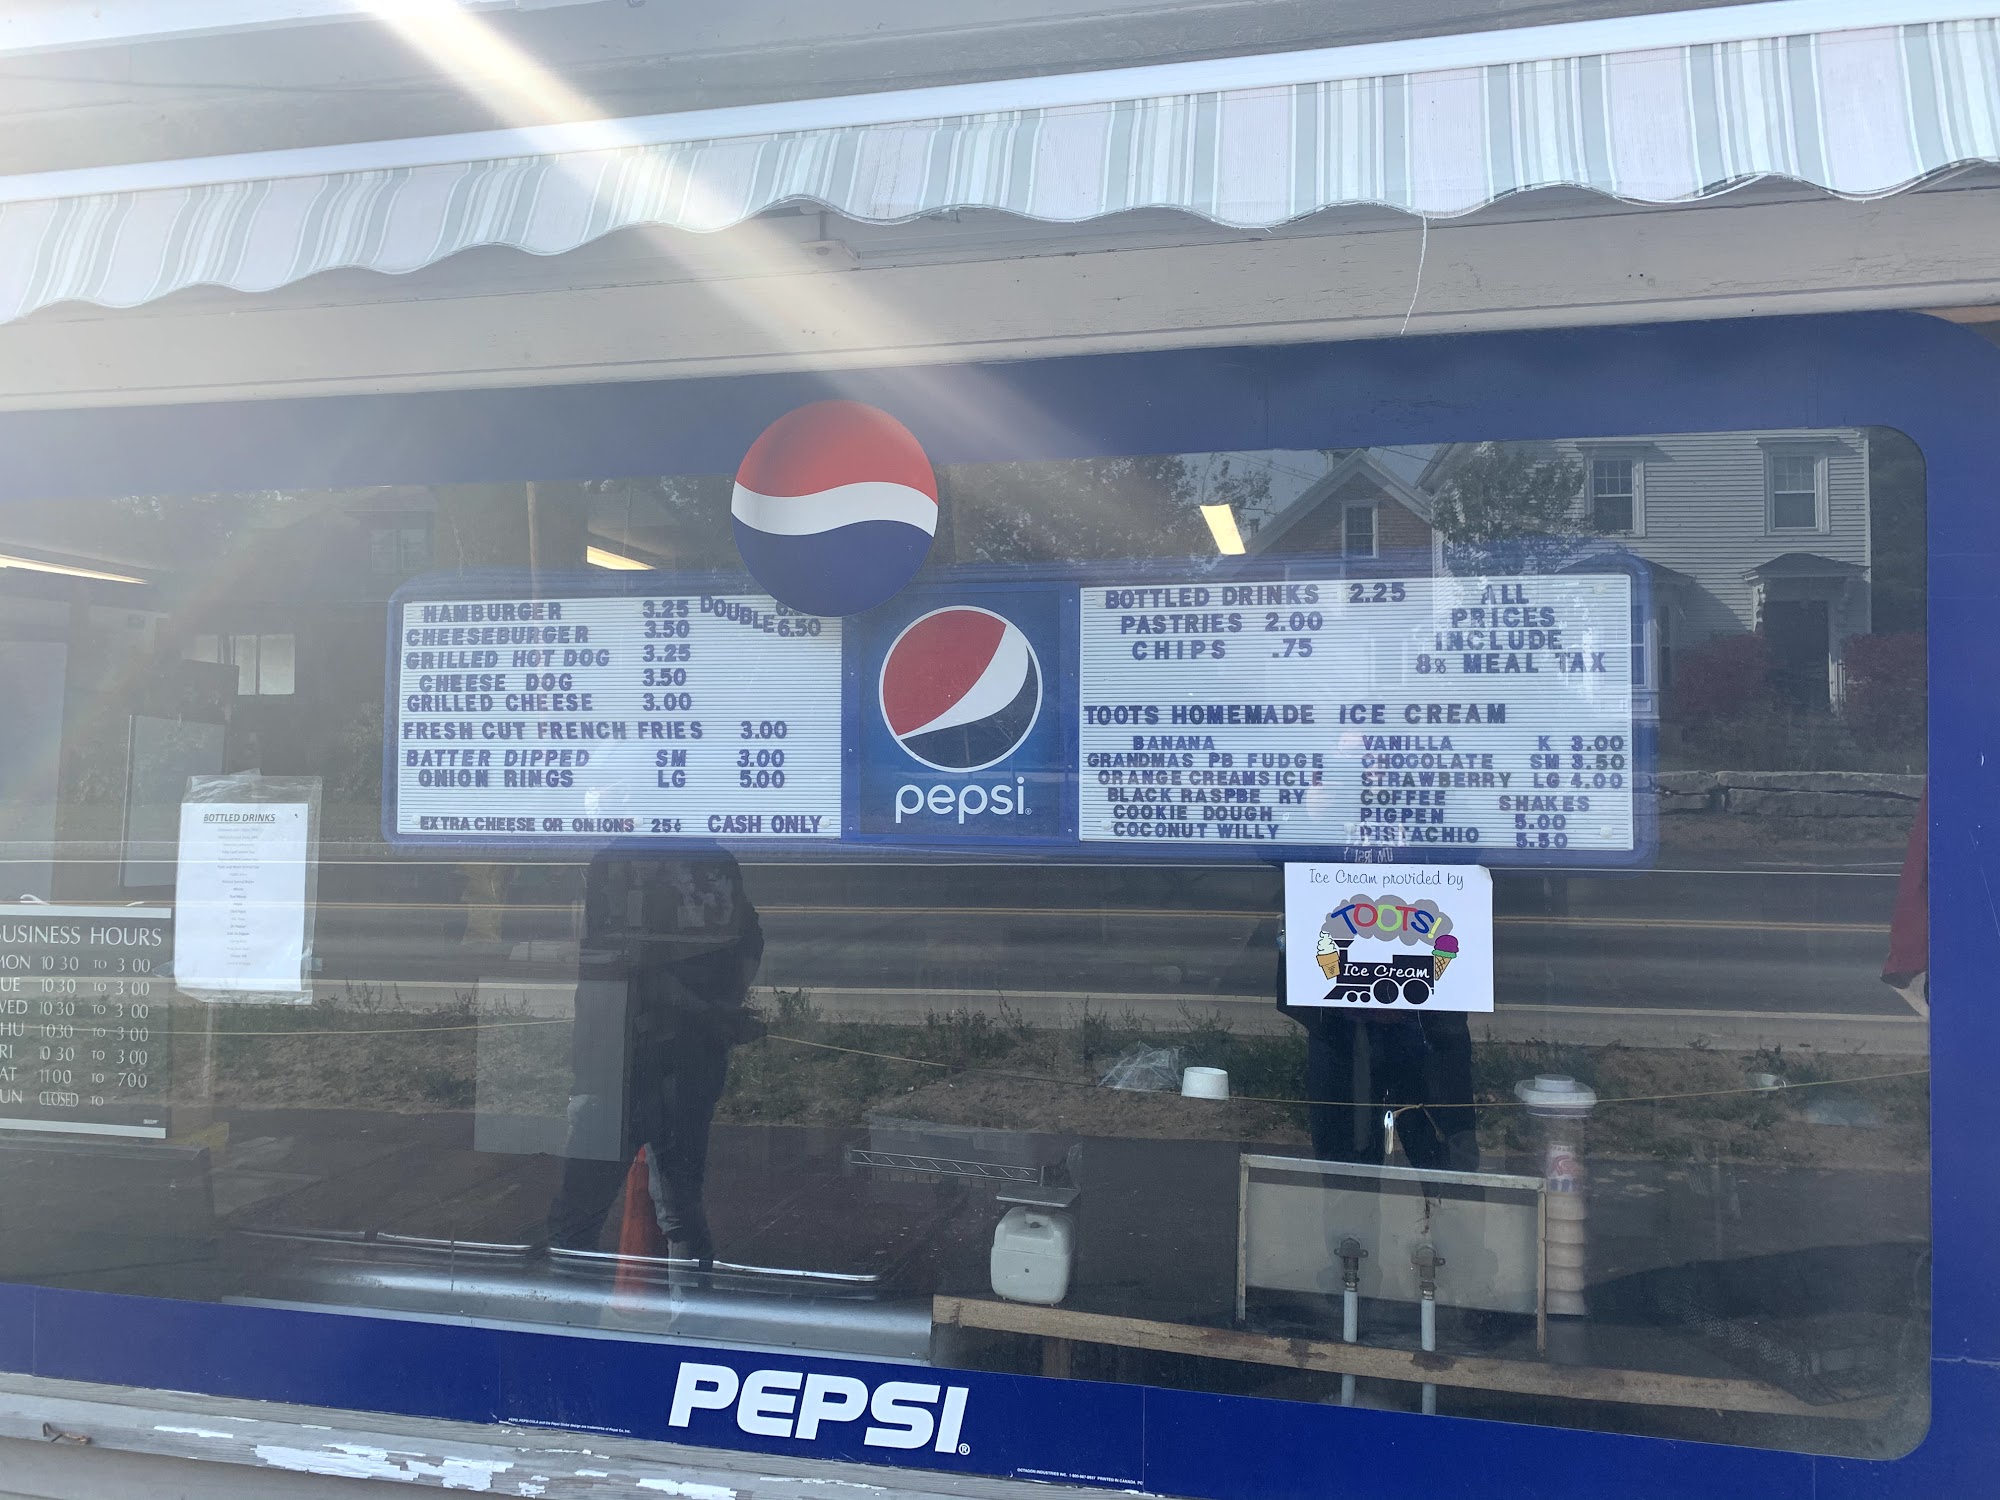 HAMBURGER 3.25 DOUBLE
CHEESEBURGER 3.50 6.50
GRILLED HOT DOG 3.25
CHEESE DOG 3.50
GRILLED CHEESE 3.00
FRESH CUT FRENCH FRIES 3.00
BATTER DIPPED SM 3.00
ONION RINGS LG 5.00
EXTRA CHEESE OR ONIONS 25¢ CASH ONLY
pepsi
BOTTLED DRINKS 2.25
PASTRIES 2.00
CHIPS .75
ALL
PRICES
INCLUDE
8% MEAL TAX
TOOTS HOMEMADE ICE CREAM
BANANA VANILLA K 3.00
GRANDMAS PB FUDGE CHOCOLATE SM 3.50
ORANGE CREAMSICLE STRAWBERRY LG 4.00
BLACK RASPBE RY COFFEE SHAKES
COOKIE DOUGH PIGPEN 5.00
COCONUT WILLY PISTACHIO 5.50
Ice Cream provided by
TOOTS!
Ice Cream
BOTTLED DRINKS
USINESS HOURS
MON 10 30 TO 3 00
UE 10 30 TO 3 00
WED 10 30 TO 3 00
HU 10 30 TO 3 00
RI 10 30 TO 3 00
AT 11 00 TO 7 00
UN CLOSED TO
PEPSI